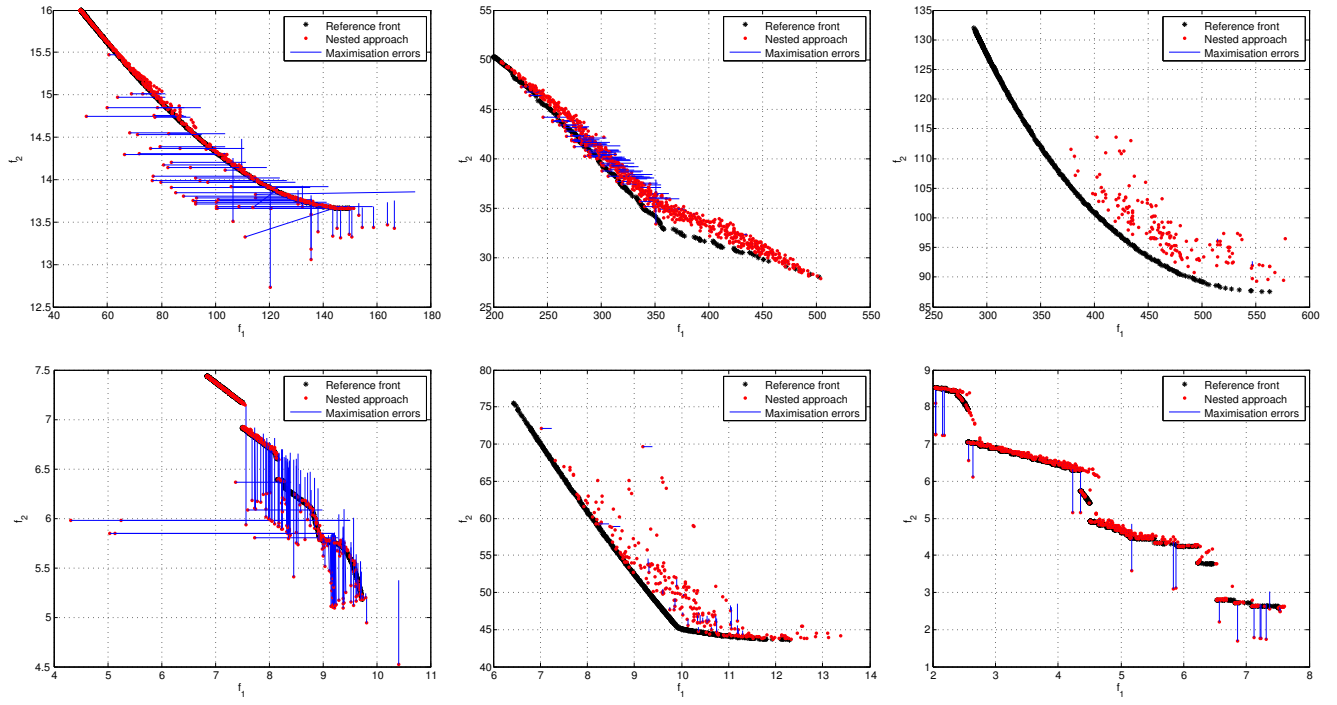 16
15.5
15
14.5
14
13.5
13
12.5
f₂
40 60 80 100 120 140 160 180
f₁
Reference front
Nested approach
Maximisation errors
50
45
40
35
30
25
f₂
200 250 300 350 400 450 500 550
f₁
Reference front
Nested approach
Maximisation errors
135
130
125
120
115
110
105
100
95
90
85
f₂
250 300 350 400 450 500 550 600
f₁
Reference front
Nested approach
Maximisation errors
7.5
7
6.5
6
5.5
5
4.5
f₂
4 5 6 7 8 9 10 11
f₁
Reference front
Nested approach
Maximisation errors
80
75
70
65
60
55
50
45
40
f₂
6 7 8 9 10 11 12 13 14
f₁
Reference front
Nested approach
Maximisation errors
9
8
7
6
5
4
3
2
1
f₂
2 3 4 5 6 7 8
f₁
Reference front
Nested approach
Maximisation errors